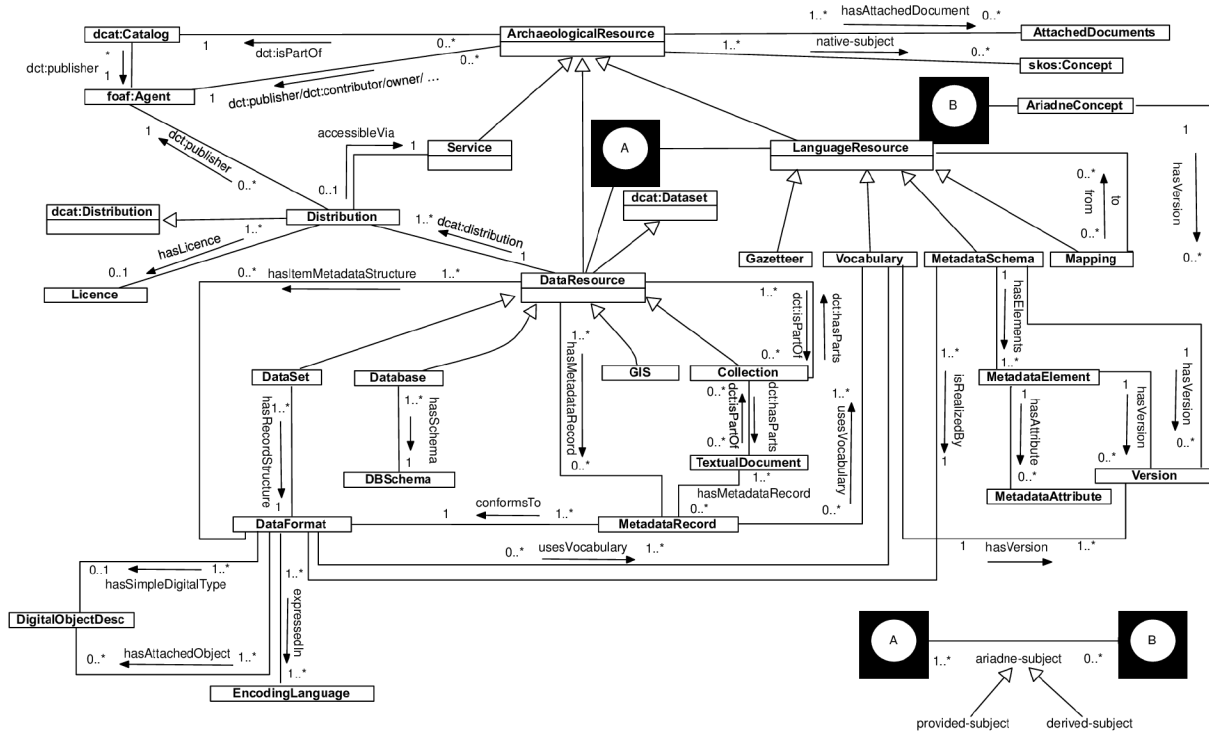 hasAttachedDocument
1..*
0..*
dcat:Catalog
ArchaeologicalResource
AttachedDocuments
1
dct:isPartOf
0..*
1..*
native-subject
0..*
skos:Concept
*
dct:publisher
1
0..*
foaf:Agent
1
dct:publisher/dct:contributor/owner/ ...
B
AriadneConcept
1
dct:publisher
0..*
accessibleVia
1
Service
A
LanguageResource
1
hasVersion
0..*
0..1
0..*
to
from
0..*
dcat:Distribution
Distribution
dcat:Dataset
1..*
dcat:distribution
1
1..*
hasLicence
0..1
Licence
Gazetteer
Vocabulary
MetadataSchema
Mapping
0..*
hasItemMetadataStructure
1..*
DataResource
1..*
dct:isPartOf
0..*
dct:hasParts
1
hasElements
1..*
1..*
hasMetadataRecord
0..*
DataSet
Database
GIS
Collection
MetadataElement
1..*
hasRecordStructure
1
1..*
hasSchema
1
0..*
dct:isPartOf
dct:hasParts
0..*
1..*
usesVocabulary
0..*
1..*
isRealizedBy
1
1
hasAttribute
0..*
1
hasVersion
0..*
1
hasVersion
0..*
DBSchema
TextualDocument
1..*
hasMetadataRecord
0..*
Version
MetadataAttribute
DataFormat
1
conformsTo
1..*
MetadataRecord
0..*
usesVocabulary
1..*
1
hasVersion
1..*
0..1
1..*
hasSimpleDigitalType
1..*
expressedIn
1..*
DigitalObjectDesc
0..*
hasAttachedObject
1..*
EncodingLanguage
A
B
1..*
ariadne-subject
0..*
provided-subject
derived-subject